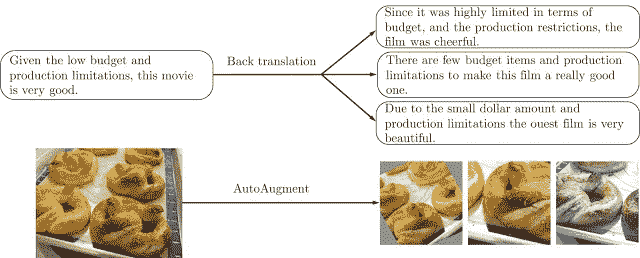 Given the low budget and
production limitations, this movie
is very good.
Back translation
Since it was highly limited in terms of
budget, and the production restrictions, the
film was cheerful.
There are few budget items and production
limitations to make this film a really good
one.
Due to the small dollar amount and
production limitations the ouest film is very
beautiful.
AutoAugment